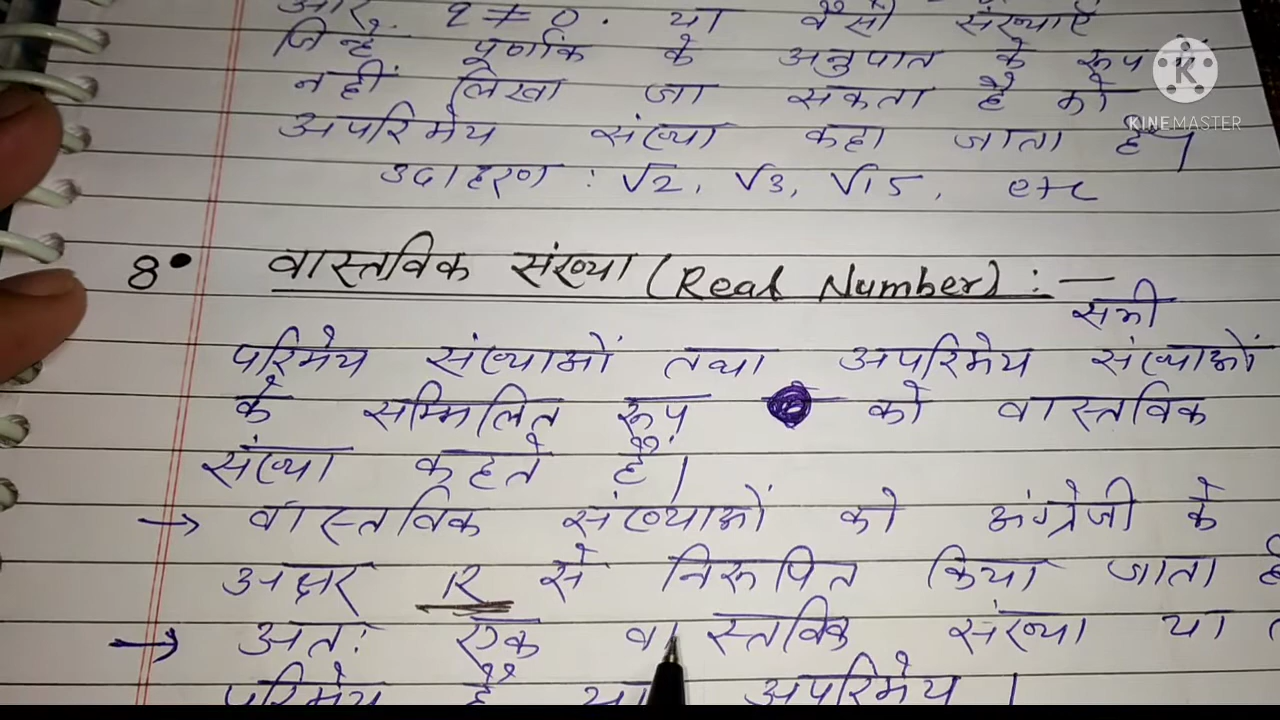 और, q ≠ 0. या वैसी संख्याएँ
जिन्हें पूर्णांक के अनुपात के रूप में
नहीं लिखा जा सकता है को
अपरिमेय संख्या कहा जाता है।
उदाहरण : √2, √3, √15, etc
8• वास्तविक संख्या (Real Number) : —
सभी
परिमेय संख्याओं तथा अपरिमेय संख्याओं
के सम्मिलित रूप को वास्तविक
संख्या कहते हैं।
→ वास्तविक संख्याओं को अंग्रेजी के
अक्षर R से निरूपित किया जाता है
→ अतः एक वास्तविक संख्या या
परिमेय हैं या अपरिमेय।
K
KINEMASTER